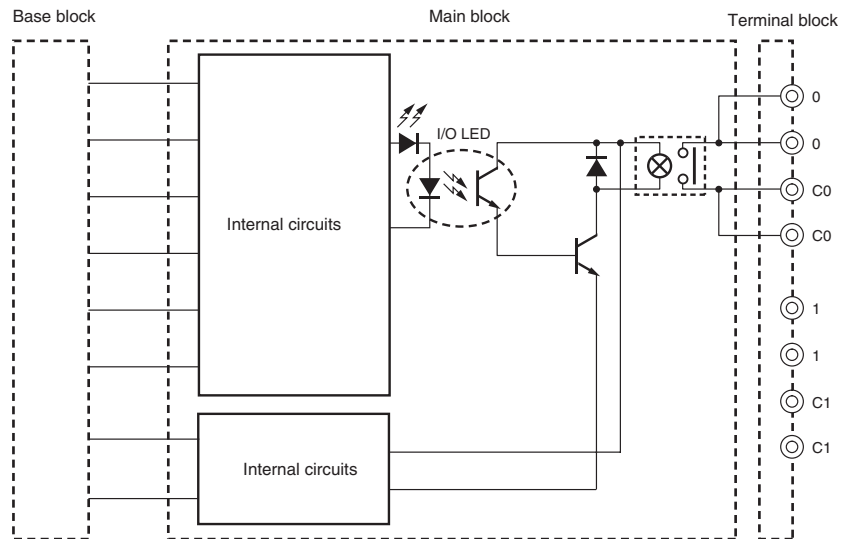 Base block
Main block
Terminal block
I/O LED
Internal circuits
Internal circuits
0
0
C0
C0
1
1
C1
C1